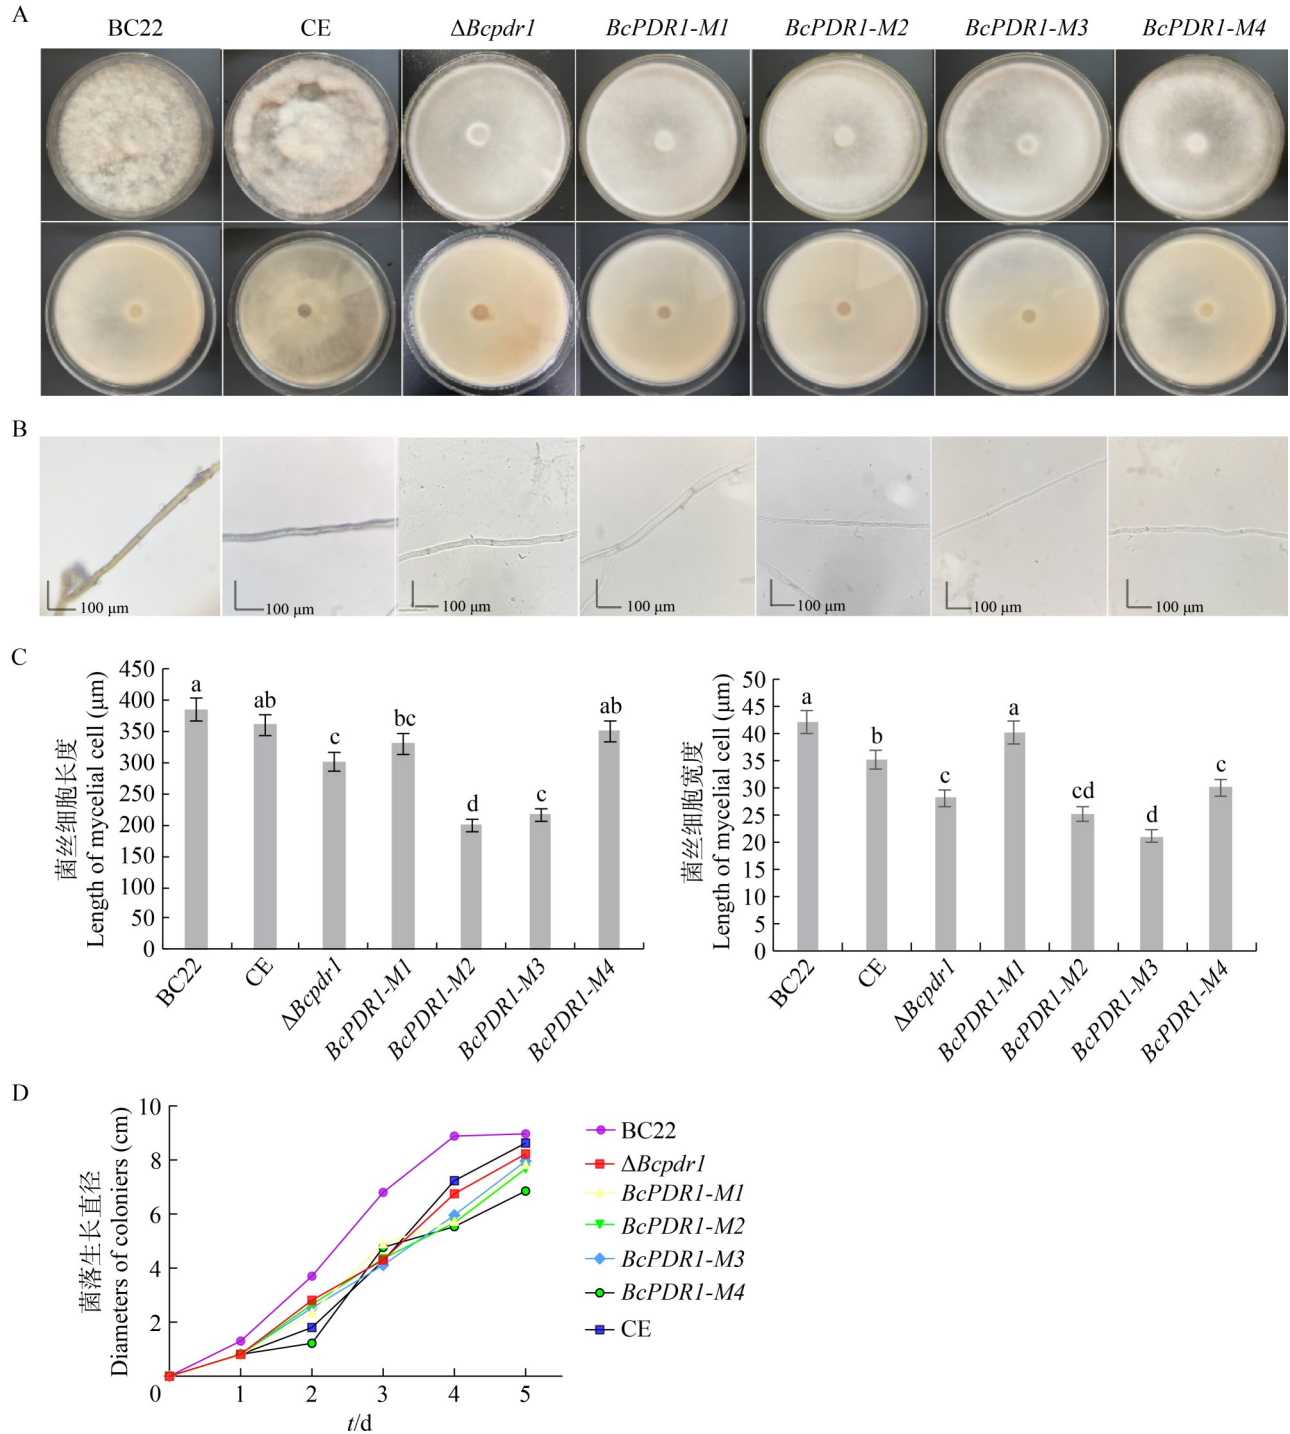 A
BC22 CE ΔBcpdr1 BcPDR1-M1 BcPDR1-M2 BcPDR1-M3 BcPDR1-M4
B
100 μm 100 μm 100 μm 100 μm 100 μm 100 μm 100 μm
C
菌丝细胞长度
Length of mycelial cell (μm)
450
400
350
300
250
200
150
100
50
0
a ab c bc d c ab
BC22 CE ΔBcpdr1 BcPDR1-M1 BcPDR1-M2 BcPDR1-M3 BcPDR1-M4
菌丝细胞宽度
Length of mycelial cell (μm)
50
45
40
35
30
25
20
15
10
5
0
a b c a cd d c
BC22 CE ΔBcpdr1 BcPDR1-M1 BcPDR1-M2 BcPDR1-M3 BcPDR1-M4
D
菌落生长直径
Diameters of coloniers (cm)
10
8
6
4
2
0 1 2 3 4 5
t/d
BC22
ΔBcpdr1
BcPDR1-M1
BcPDR1-M2
BcPDR1-M3
BcPDR1-M4
CE